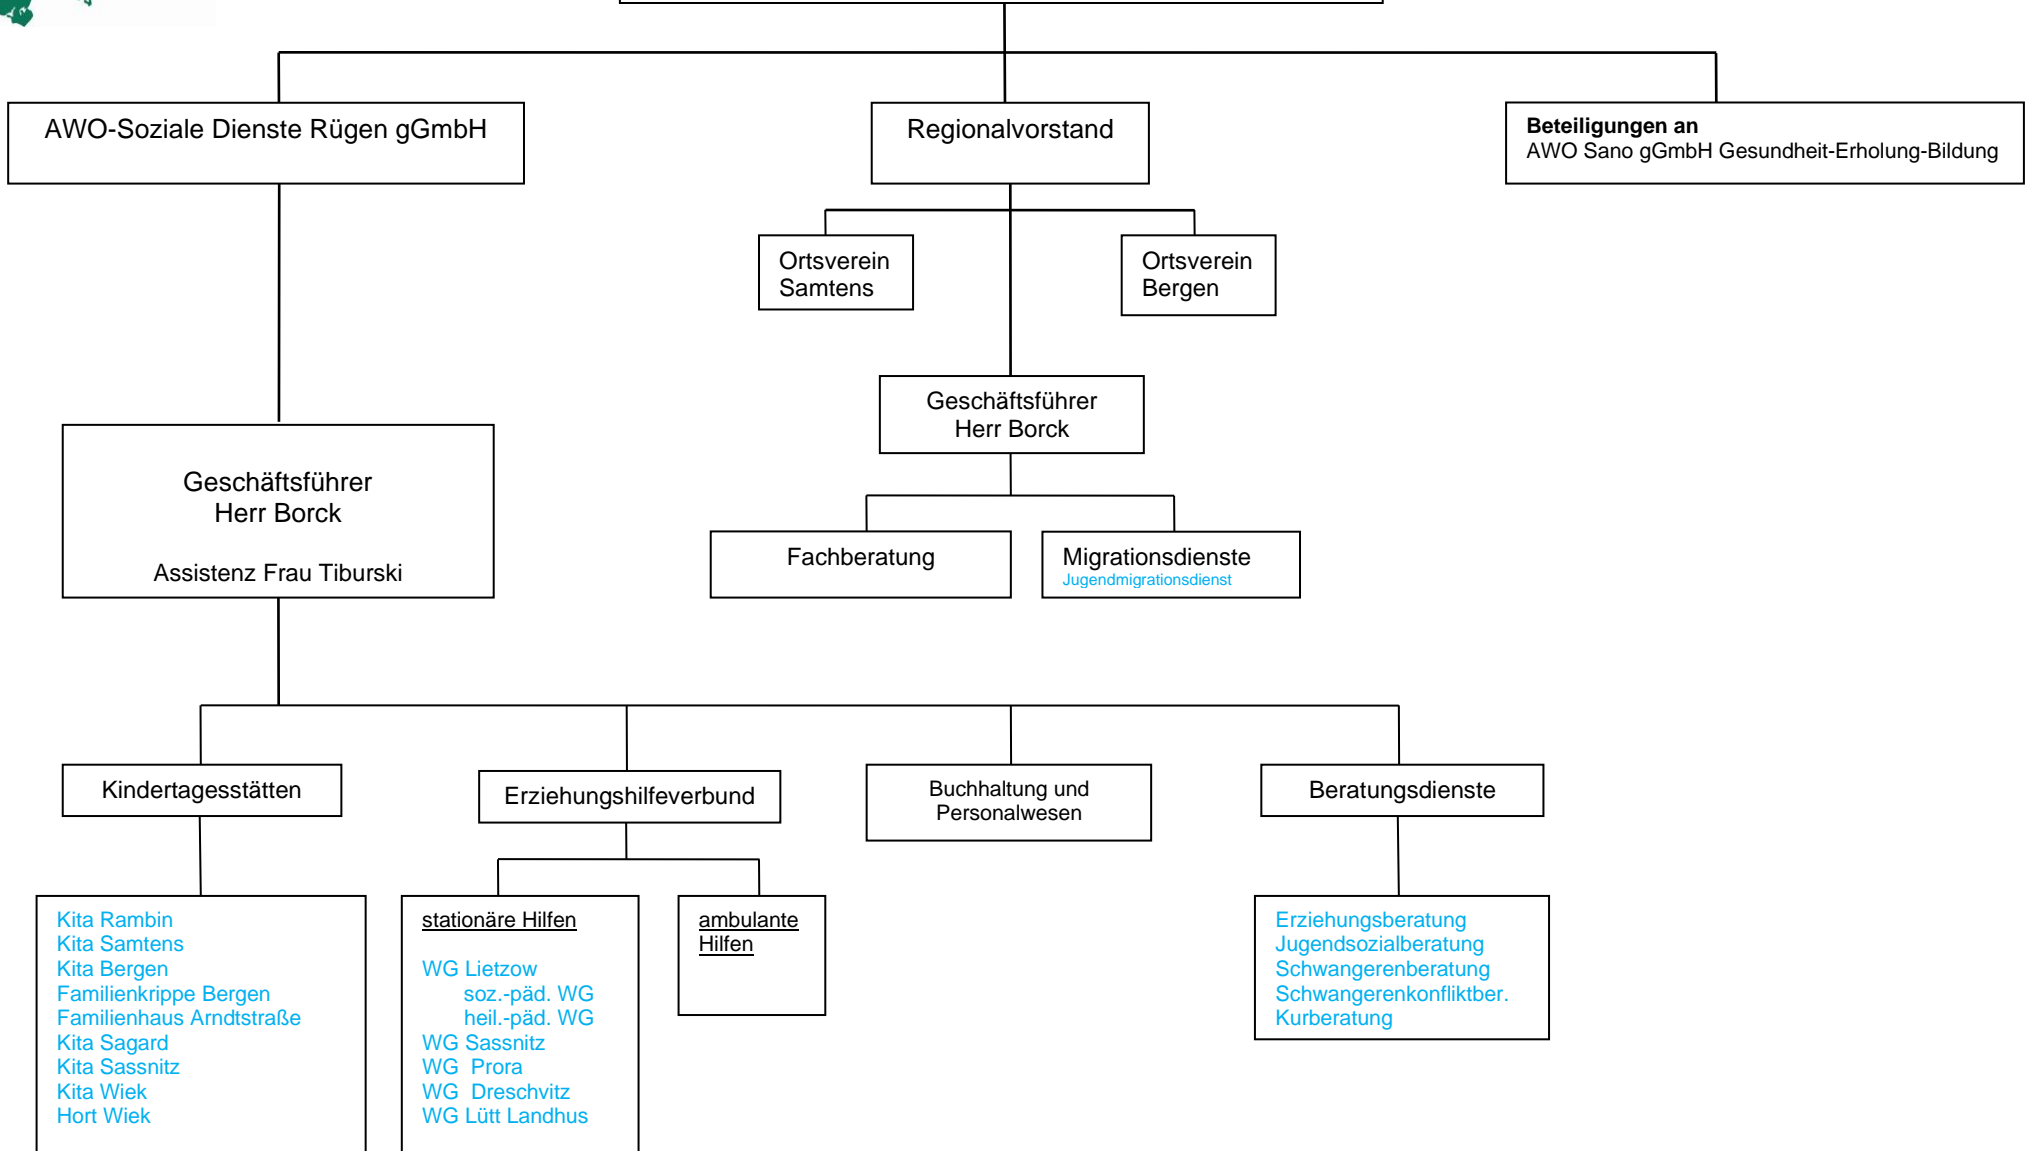 AWO-Soziale Dienste Rügen gGmbH
Regionalvorstand
Beteiligungen an
AWO Sano gGmbH Gesundheit-Erholung-Bildung
Ortsverein
Samtens
Ortsverein
Bergen
Geschäftsführer
Herr Borck
Geschäftsführer
Herr Borck
Assistenz Frau Tiburski
Fachberatung
Migrationsdienste
Jugendmigrationsdienst
Kindertagesstätten
Erziehungshilfeverbund
Buchhaltung und
Personalwesen
Beratungsdienste
Kita Rambin
Kita Samtens
Kita Bergen
Familienkrippe Bergen
Familienhaus Arndtstraße
Kita Sagard
Kita Sassnitz
Kita Wiek
Hort Wiek
stationäre Hilfen
WG Lietzow
soz.-päd. WG
heil.-päd. WG
WG Sassnitz
WG  Prora
WG  Dreschvitz
WG Lütt Landhus
ambulante
Hilfen
Erziehungsberatung
Jugendsozialberatung
Schwangerenberatung
Schwangerenkonfliktber.
Kurberatung